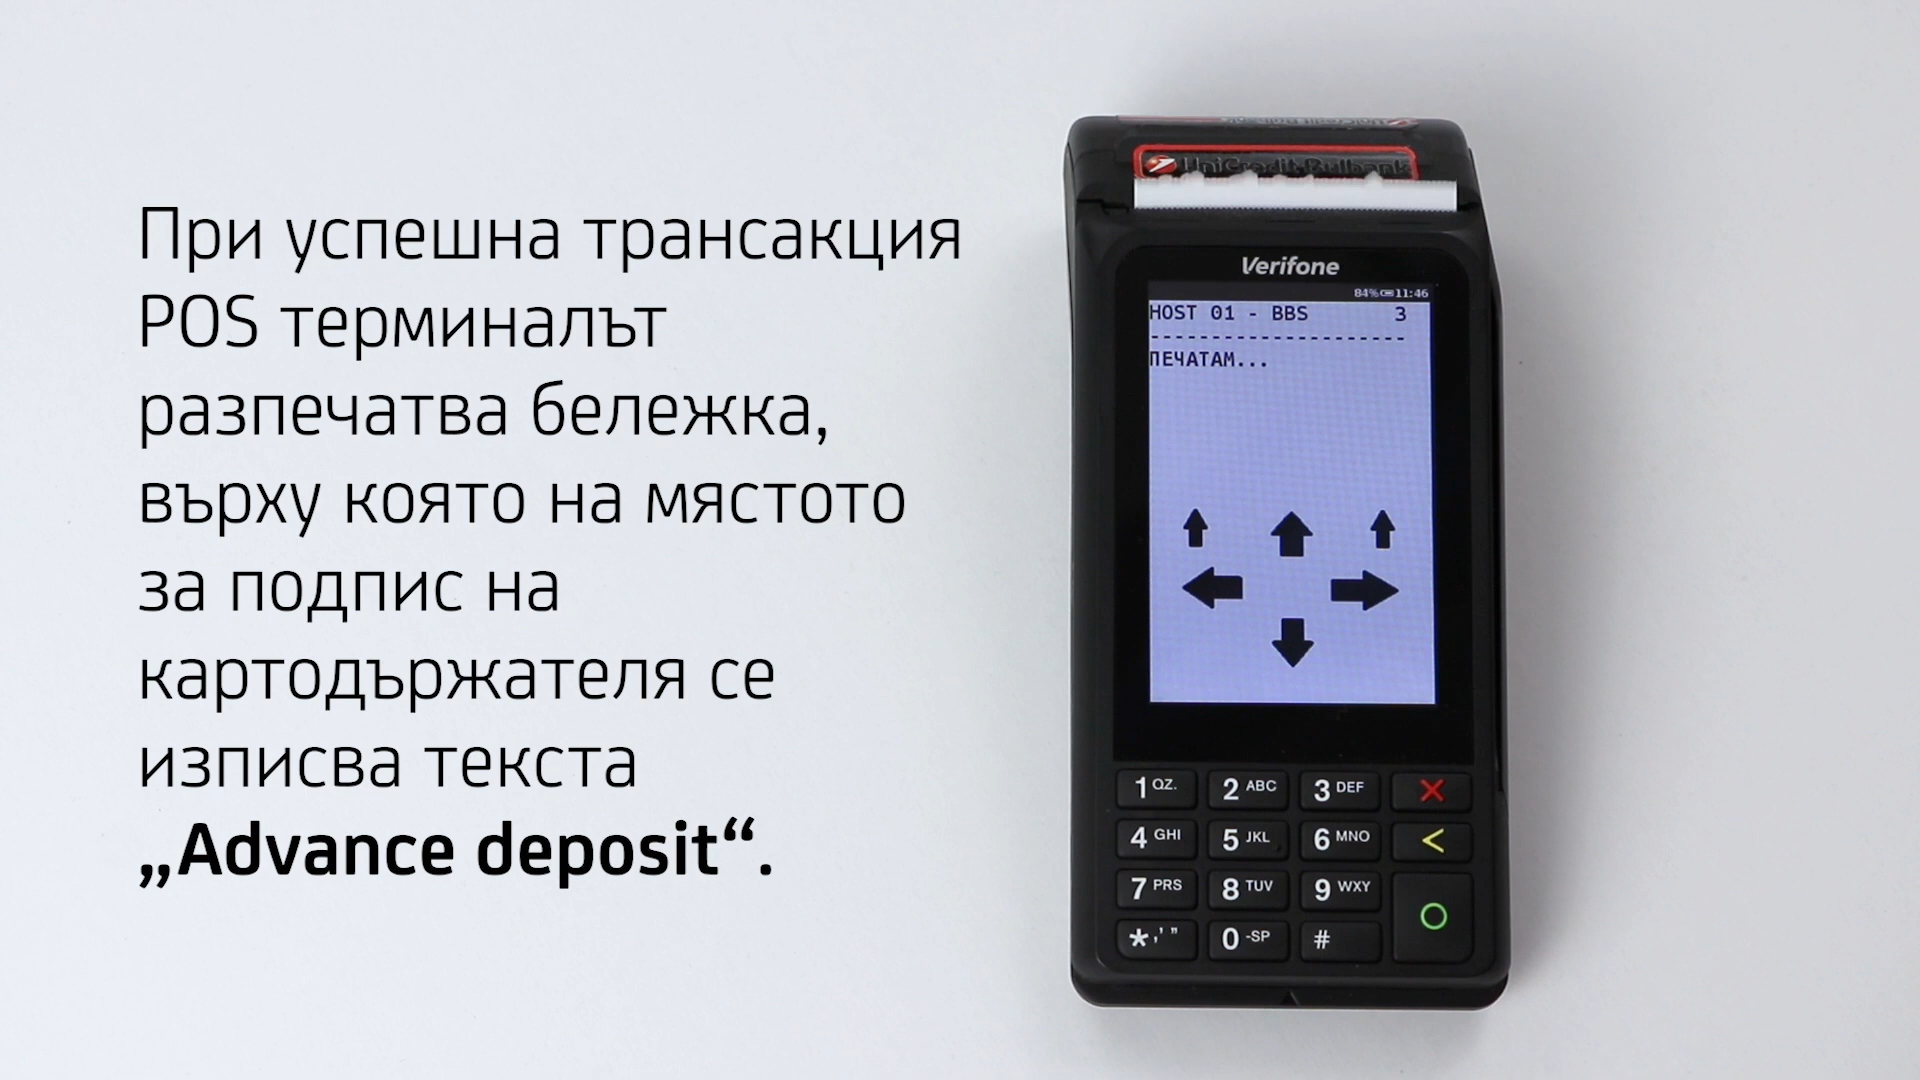 При успешна трансакция
POS терминалът
разпечатва бележка,
върху която на мястото
за подпис на
картодържателя се
изписва текста
„Advance deposit“.
UniCredit Bulbank
Verifone
84% 11:46
HOST 01 - BBS 3
---------------------
ПЕЧАТАМ...
1 QZ. 2 ABC 3 DEF
4 GHI 5 JKL 6 MNO <
7 PRS 8 TUV 9 WXY
*,'" 0 -SP #